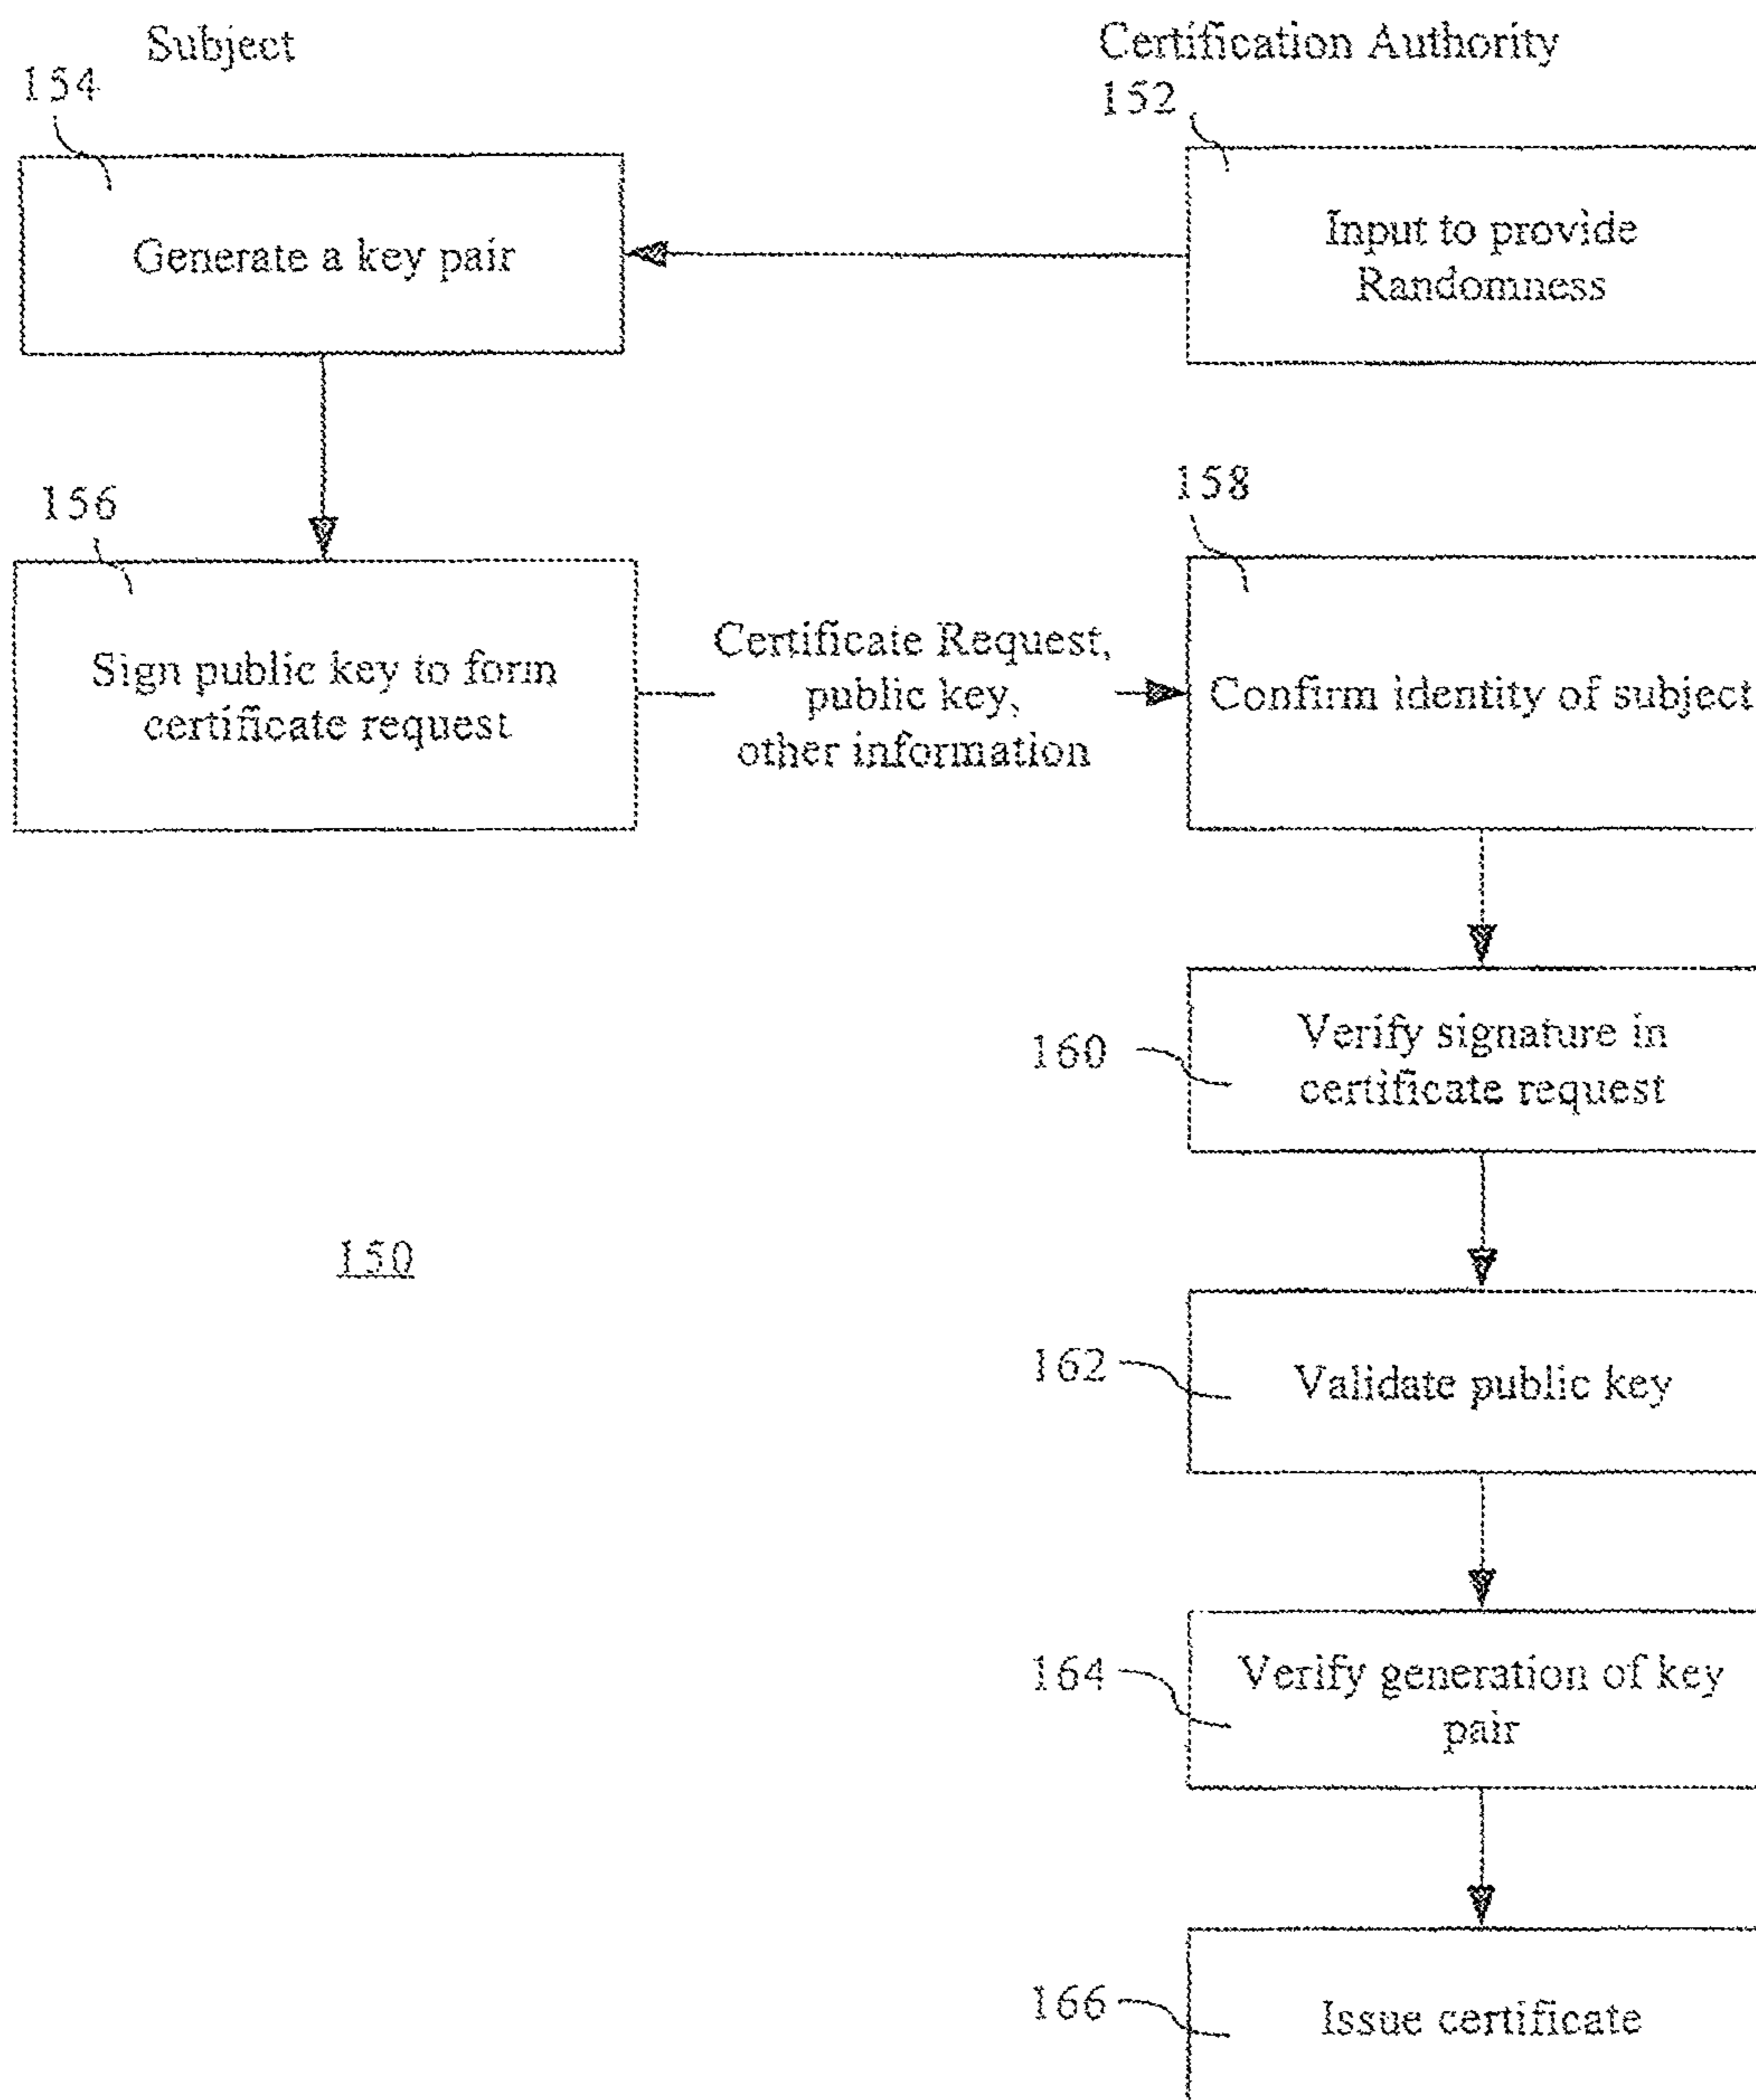 Subject
Certification Authority
154
152
Generate a key pair
Input to provide
Randomness
156
158
Sign public key to form
certificate request
Certificate Request,
public key,
other information
Confirm identity of subject
160
Verify signature in
certificate request
150
162
Validate public key
164
Verify generation of key
pair
166
Issue certificate